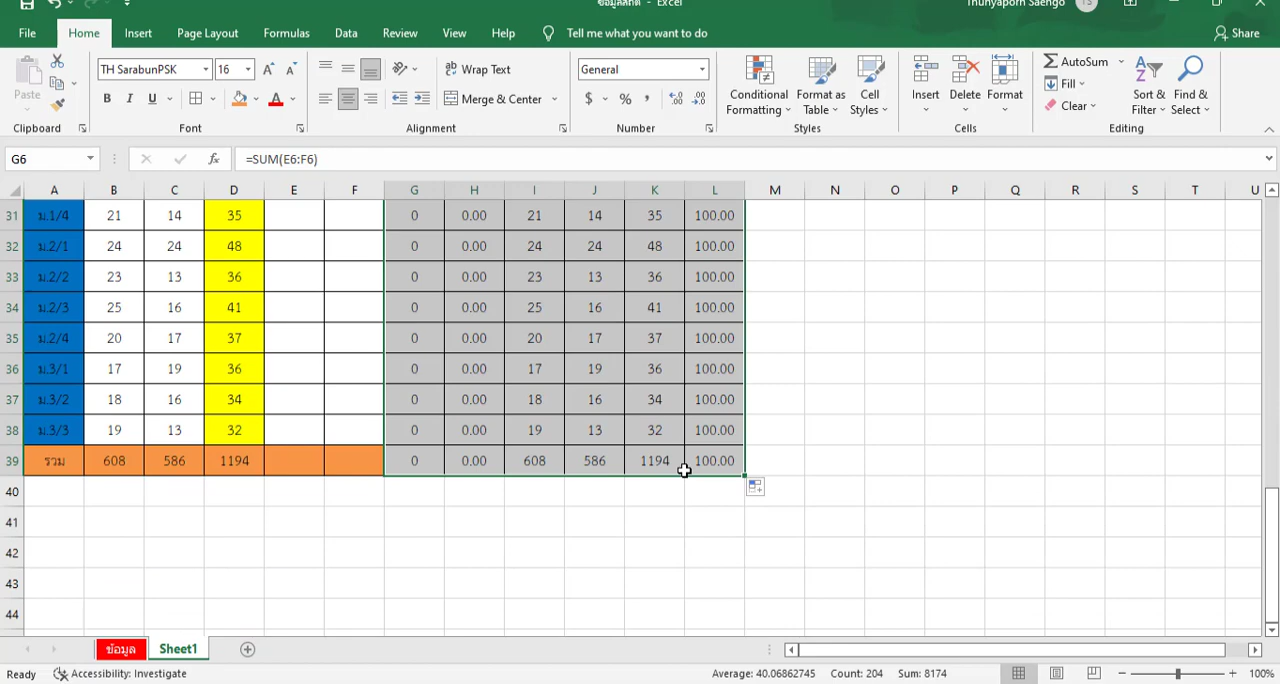 ข้อมูลสถิติ - Excel
Thunyaporn Saengo
TS
File Home Insert Page Layout Formulas Data Review View Help Tell me what you want to do Share
Paste
TH SarabunPSK 16 A A
B I U A
Wrap Text
Merge & Center
General
$ % ,
Conditional Formatting
Format as Table
Cell Styles
Insert Delete Format
AutoSum
Fill
Clear
Sort & Filter
Find & Select
Clipboard Font Alignment Number Styles Cells Editing
G6 fx =SUM(E6:F6)
A B C D E F G H I J K L M N O P Q R S T U
31 ม.1/4 21 14 35 0 0.00 21 14 35 100.00
32 ม.2/1 24 24 48 0 0.00 24 24 48 100.00
33 ม.2/2 23 13 36 0 0.00 23 13 36 100.00
34 ม.2/3 25 16 41 0 0.00 25 16 41 100.00
35 ม.2/4 20 17 37 0 0.00 20 17 37 100.00
36 ม.3/1 17 19 36 0 0.00 17 19 36 100.00
37 ม.3/2 18 16 34 0 0.00 18 16 34 100.00
38 ม.3/3 19 13 32 0 0.00 19 13 32 100.00
39 รวม 608 586 1194 0 0.00 608 586 1194 100.00
40
41
42
43
44
ข้อมูล Sheet1
Ready Accessibility: Investigate Average: 40.06862745 Count: 204 Sum: 8174 100%